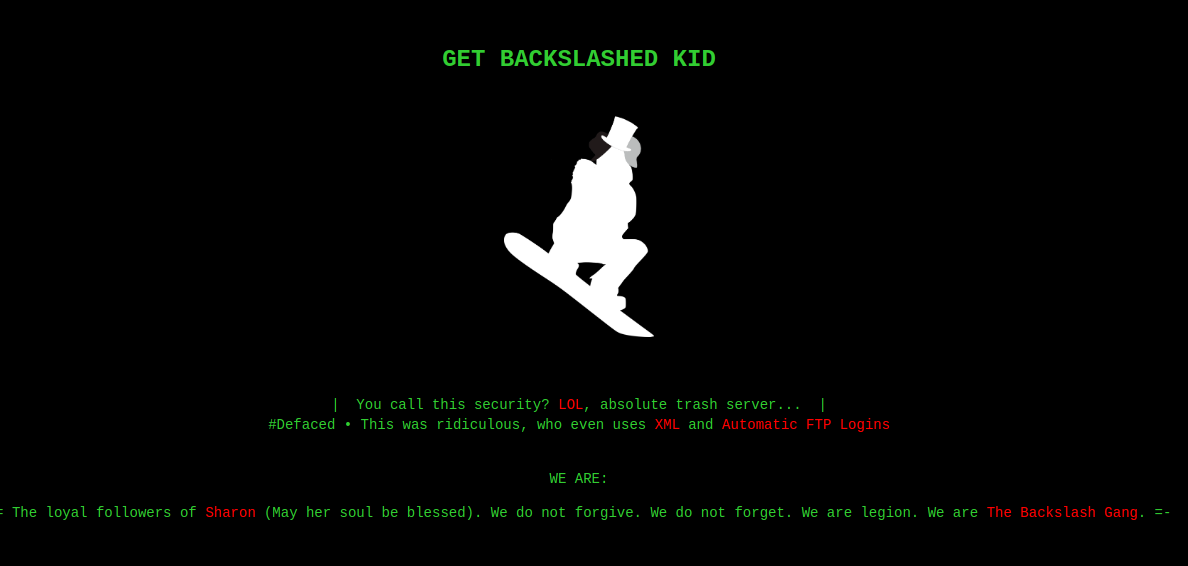 GET BACKSLASHED KID
| You call this security? LOL, absolute trash server... |
#Defaced • This was ridiculous, who even uses XML and Automatic FTP Logins
WE ARE:
= The loyal followers of Sharon (May her soul be blessed). We do not forgive. We do not forget. We are legion. We are The Backslash Gang. =-